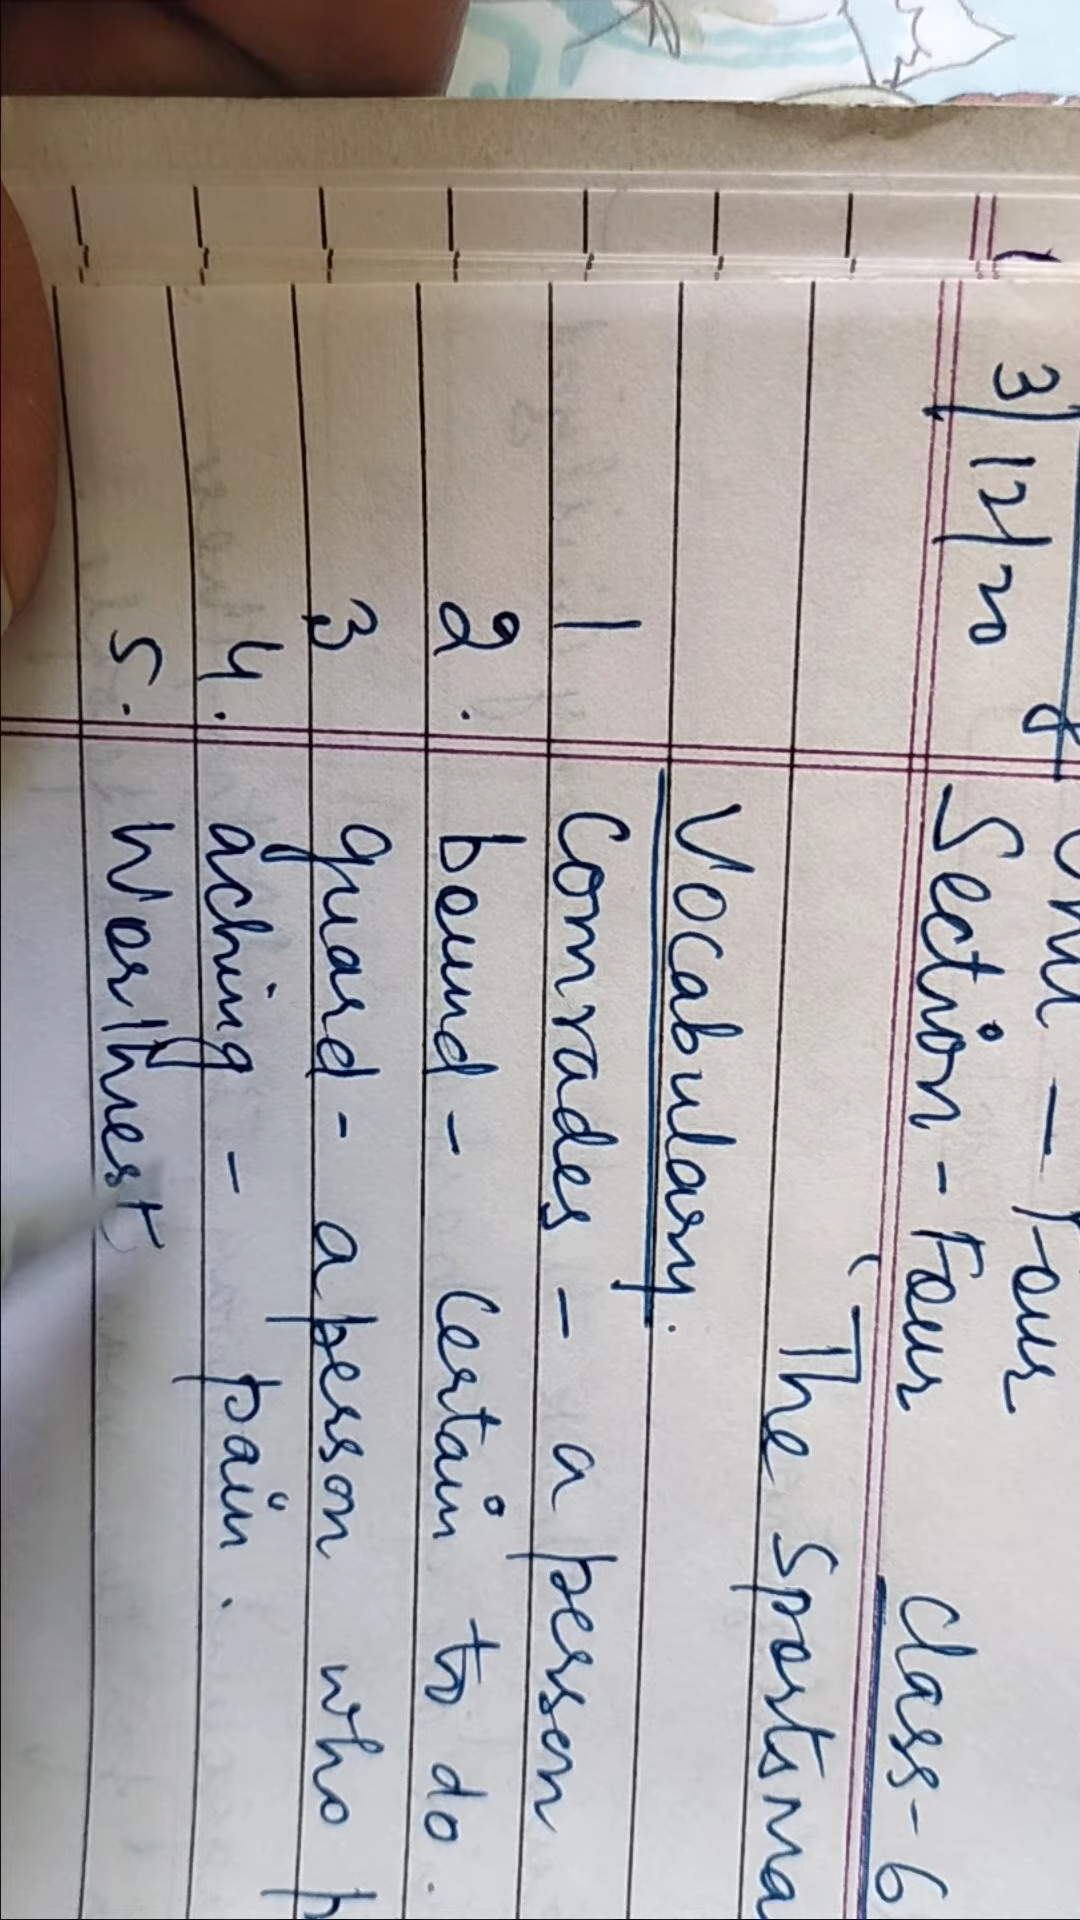 Unit - Four
3/12/20 Section - Four Class - 6
(The Sportsma
Vocabulary.
1 Comrades - a person
2. bound - Certain to do.
3 guard - a person who p
4. aching - pain.
5. Worthiest